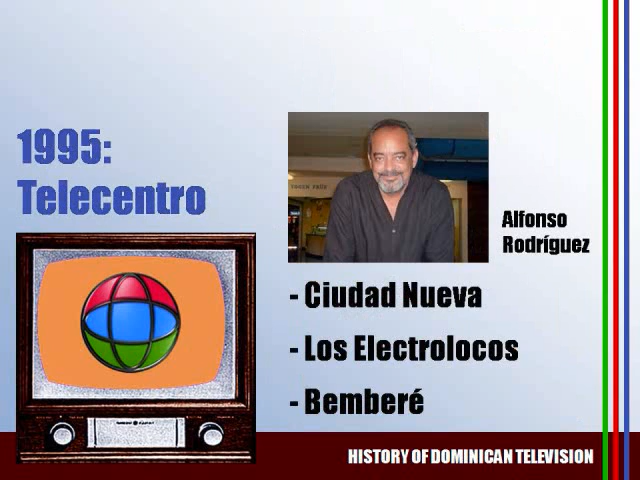 1995:
Telecentro
Alfonso
Rodríguez
- Ciudad Nueva
- Los Electrolocos
- Bemberé
HISTORY OF DOMINICAN TELEVISION